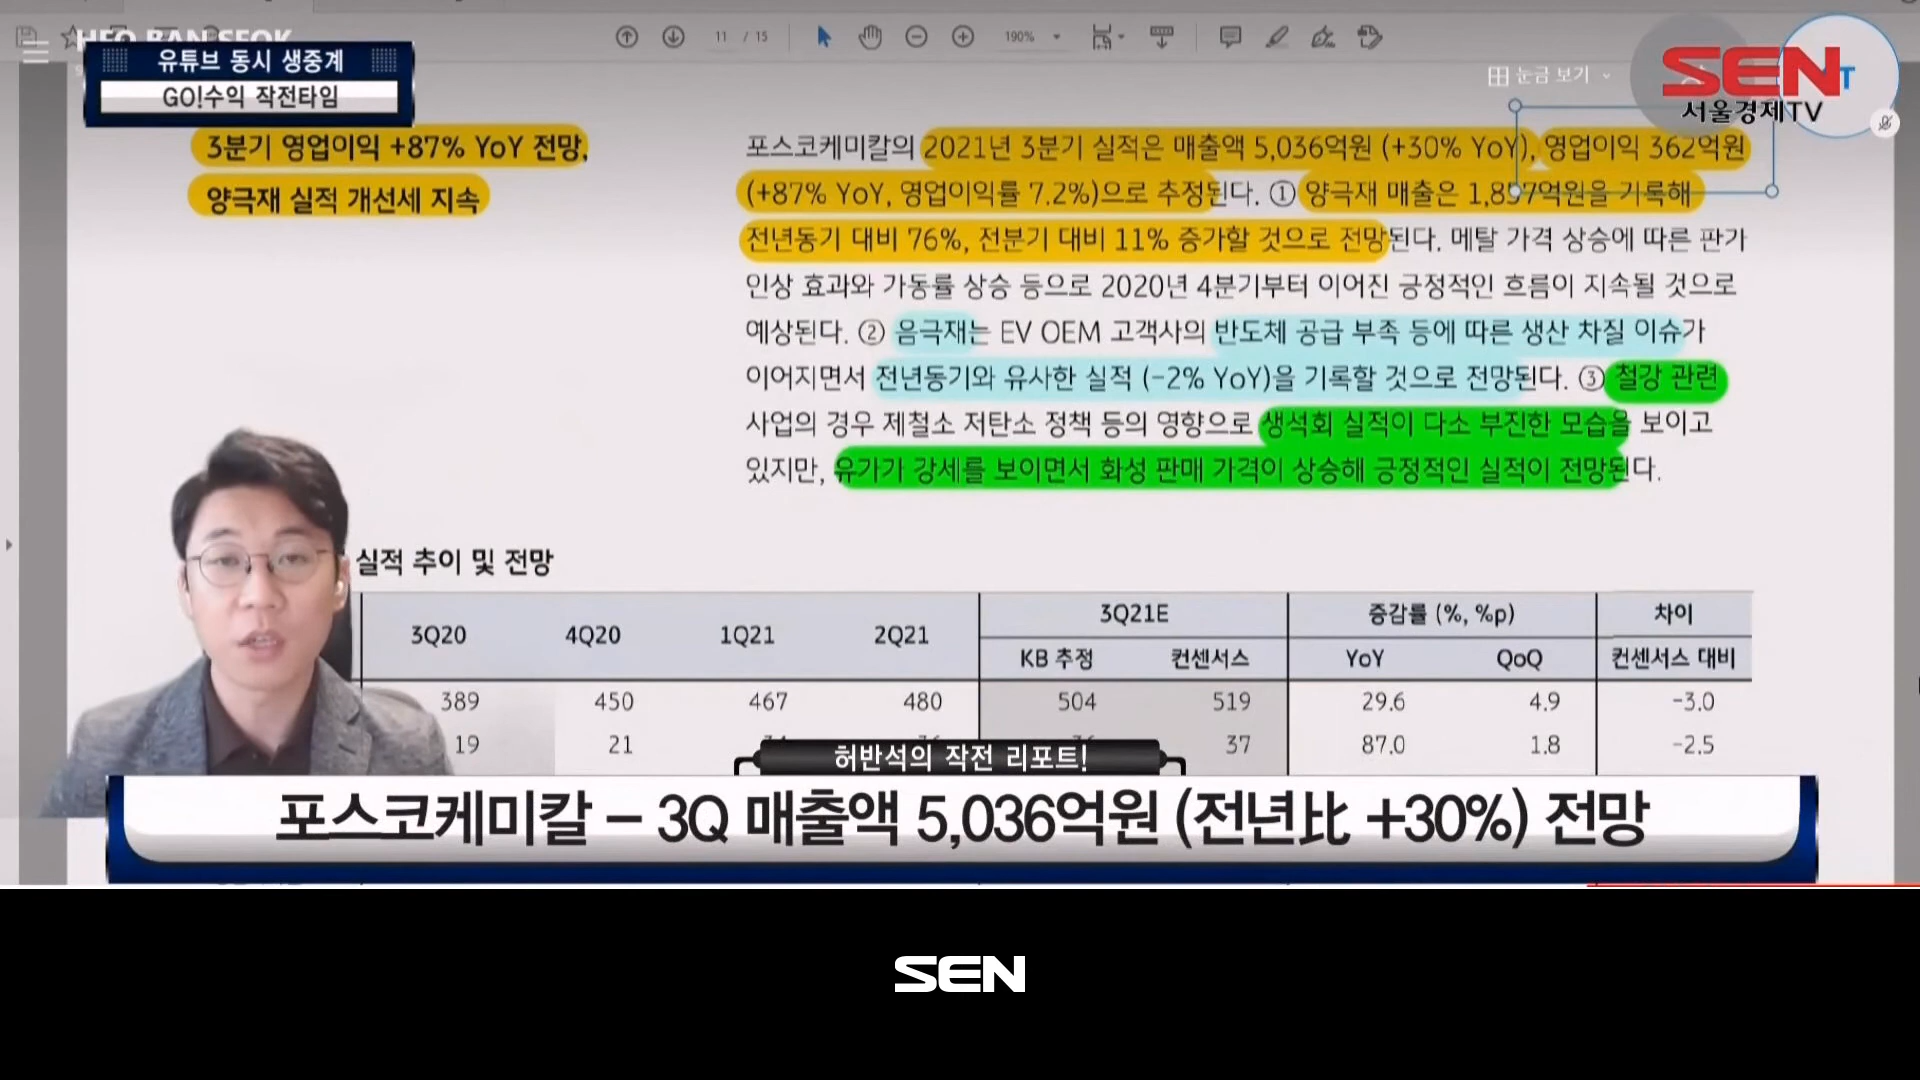 HEO BAN SEOK
유튜브 동시 생중계
GO!수익 작전타임
11 / 15
190%
눈금 보기
SEN
T
서울경제TV
3분기 영업이익 +87% YoY 전망,
양극재 실적 개선세 지속
포스코케미칼의 2021년 3분기 실적은 매출액 5,036억원 (+30% YoY), 영업이익 362억원
(+87% YoY, 영업이익률 7.2%)으로 추정된다. ① 양극재 매출은 1,897억원을 기록해
전년동기 대비 76%, 전분기 대비 11% 증가할 것으로 전망된다. 메탈 가격 상승에 따른 판가
인상 효과와 가동률 상승 등으로 2020년 4분기부터 이어진 긍정적인 흐름이 지속될 것으로
예상된다. ② 음극재는 EV OEM 고객사의 반도체 공급 부족 등에 따른 생산 차질 이슈가
이어지면서 전년동기와 유사한 실적 (-2% YoY)을 기록할 것으로 전망된다. ③ 철강 관련
사업의 경우 제철소 저탄소 정책 등의 영향으로 생석회 실적이 다소 부진한 모습을 보이고
있지만, 유가가 강세를 보이면서 화성 판매 가격이 상승해 긍정적인 실적이 전망된다.
실적 추이 및 전망
3Q20 4Q20 1Q21 2Q21 3Q21E 증감률 (%, %p) 차이
KB 추정 컨센서스 YoY QoQ 컨센서스 대비
389 450 467 480 504 519 29.6 4.9 -3.0
19 21 37 87.0 1.8 -2.5
허반석의 작전 리포트!
포스코케미칼 – 3Q 매출액 5,036억원 (전년比 +30%) 전망
SEN